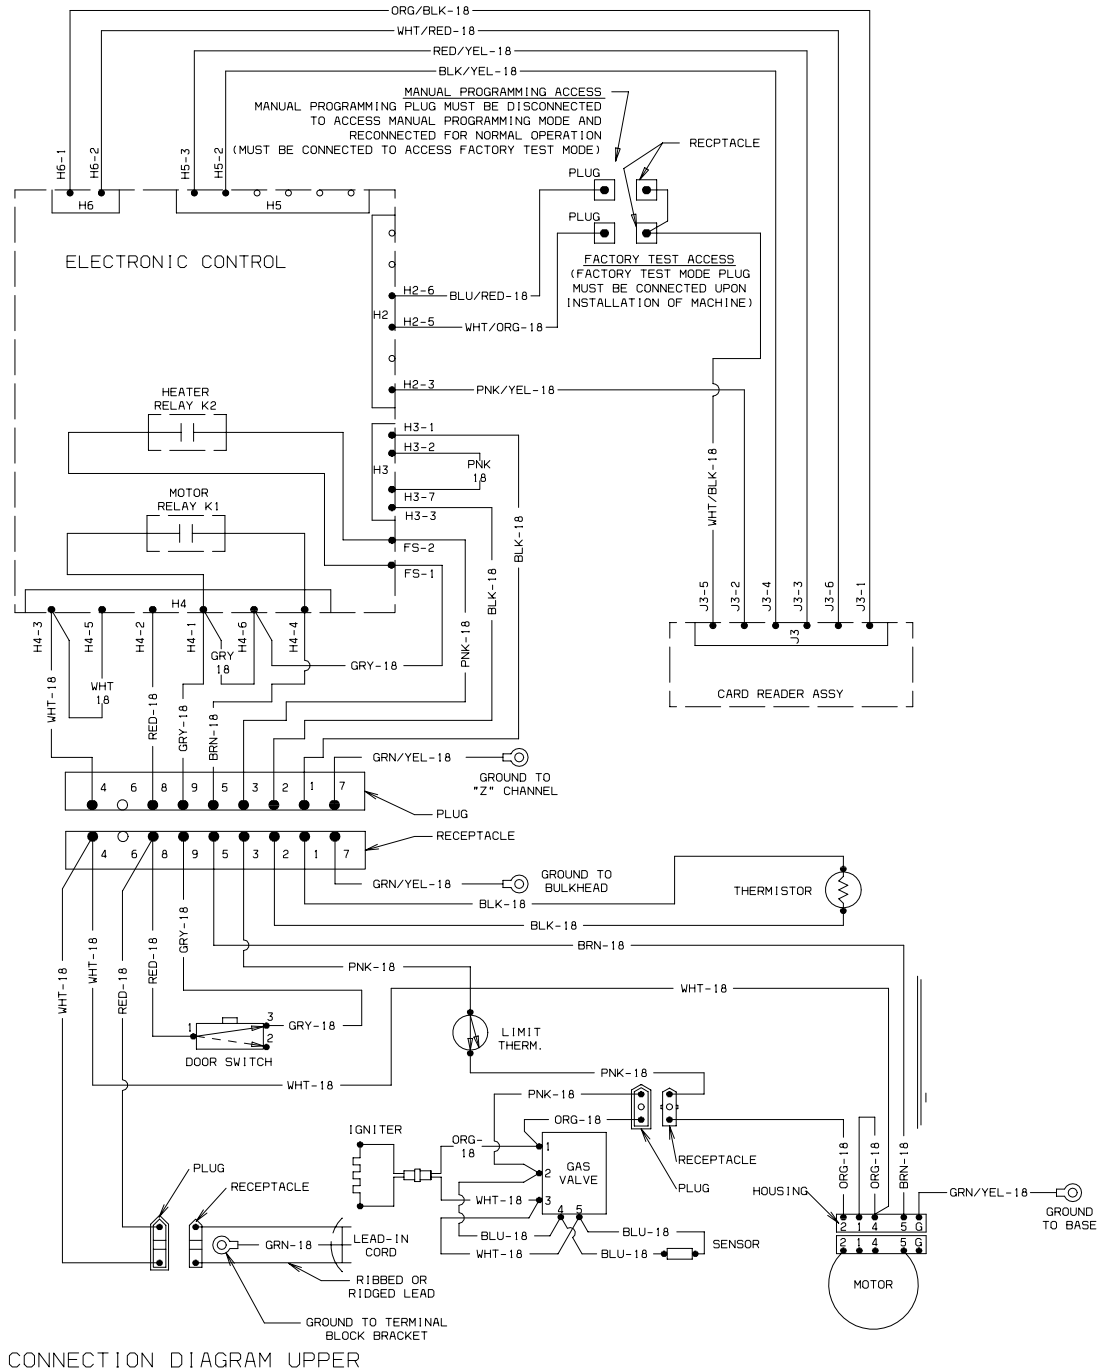 ORG/BLK-18
WHT/RED-18
RED/YEL-18
BLK/YEL-18
MANUAL PROGRAMMING ACCESS
MANUAL PROGRAMMING PLUG MUST BE DISCONNECTED
TO ACCESS MANUAL PROGRAMMING MODE AND
RECONNECTED FOR NORMAL OPERATION
(MUST BE CONNECTED TO ACCESS FACTORY TEST MODE)
RECPTACLE
PLUG
PLUG
FACTORY TEST ACCESS
(FACTORY TEST MODE PLUG
MUST BE CONNECTED UPON
INSTALLATION OF MACHINE)
H6-1
H6-2
H5-3
H5-2
H6
H5
ELECTRONIC CONTROL
H2-6
BLU/RED-18
H2
H2-5
WHT/ORG-18
H2-3
PNK/YEL-18
HEATER
RELAY K2
H3-1
H3-2
PNK
18
H3
H3-7
H3-3
MOTOR
RELAY K1
FS-2
FS-1
BLK-18
BLK-18
WHT/BLK-18
J3-5
J3-2
J3-4
J3-3
J3-6
J3-1
J3
CARD READER ASSY
H4
H4-3
H4-5
H4-2
H4-1
H4-6
H4-4
GRY
18
GRY-18
PNK-18
WHT
18
WHT-18
RED-18
GRY-18
BRN-18
GRN/YEL-18
GROUND TO
"Z" CHANNEL
4 6 8 9 5 3 2 1 7
PLUG
RECEPTACLE
4 6 8 9 5 3 2 1 7
GRN/YEL-18
GROUND TO
BULKHEAD
BLK-18
THERMISTOR
BLK-18
BRN-18
WHT-18
WHT-18
RED-18
RED-18
GRY-18
PNK-18
WHT-18
1
3
2
GRY-18
DOOR SWITCH
LIMIT
THERM.
WHT-18
PNK-18
PNK-18
ORG-18
IGNITER
ORG-
18
1
2
3
4 5
GAS
VALVE
RECEPTACLE
PLUG
WHT-18
BLU-18
WHT-18
BLU-18
BLU-18
SENSOR
PLUG
RECEPTACLE
GRN-18
LEAD-IN
CORD
RIBBED OR
RIDGED LEAD
GROUND TO TERMINAL
BLOCK BRACKET
ORG-18
ORG-18
BRN-18
HOUSING
GRN/YEL-18
GROUND
TO BASE
2 1 4 5 G
2 1 4 5 G
MOTOR
CONNECTION DIAGRAM UPPER